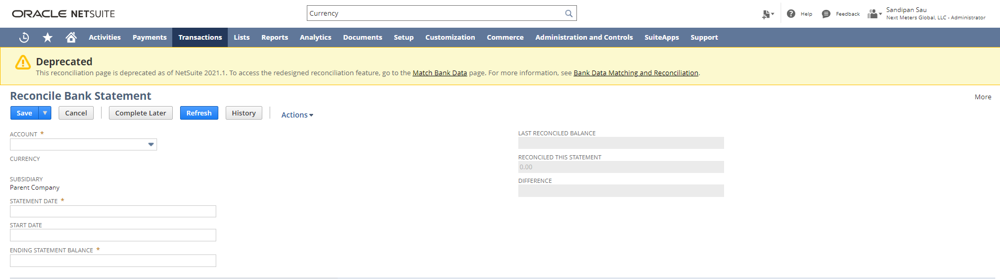 ORACLE NETSUITE
Currency
Help
Feedback
Sandipan Sau
Next Meters Global, LLC - Administrator
Activities Payments Transactions Lists Reports Analytics Documents Setup Customization Commerce Administration and Controls SuiteApps Support
Deprecated
This reconciliation page is deprecated as of NetSuite 2021.1. To access the redesigned reconciliation feature, go to the Match Bank Data page. For more information, see Bank Data Matching and Reconciliation.
Reconcile Bank Statement
More
Save Cancel Complete Later Refresh History Actions
ACCOUNT *
CURRENCY
SUBSIDIARY
Parent Company
STATEMENT DATE *
START DATE
ENDING STATEMENT BALANCE *
LAST RECONCILED BALANCE
RECONCILED THIS STATEMENT
0.00
DIFFERENCE